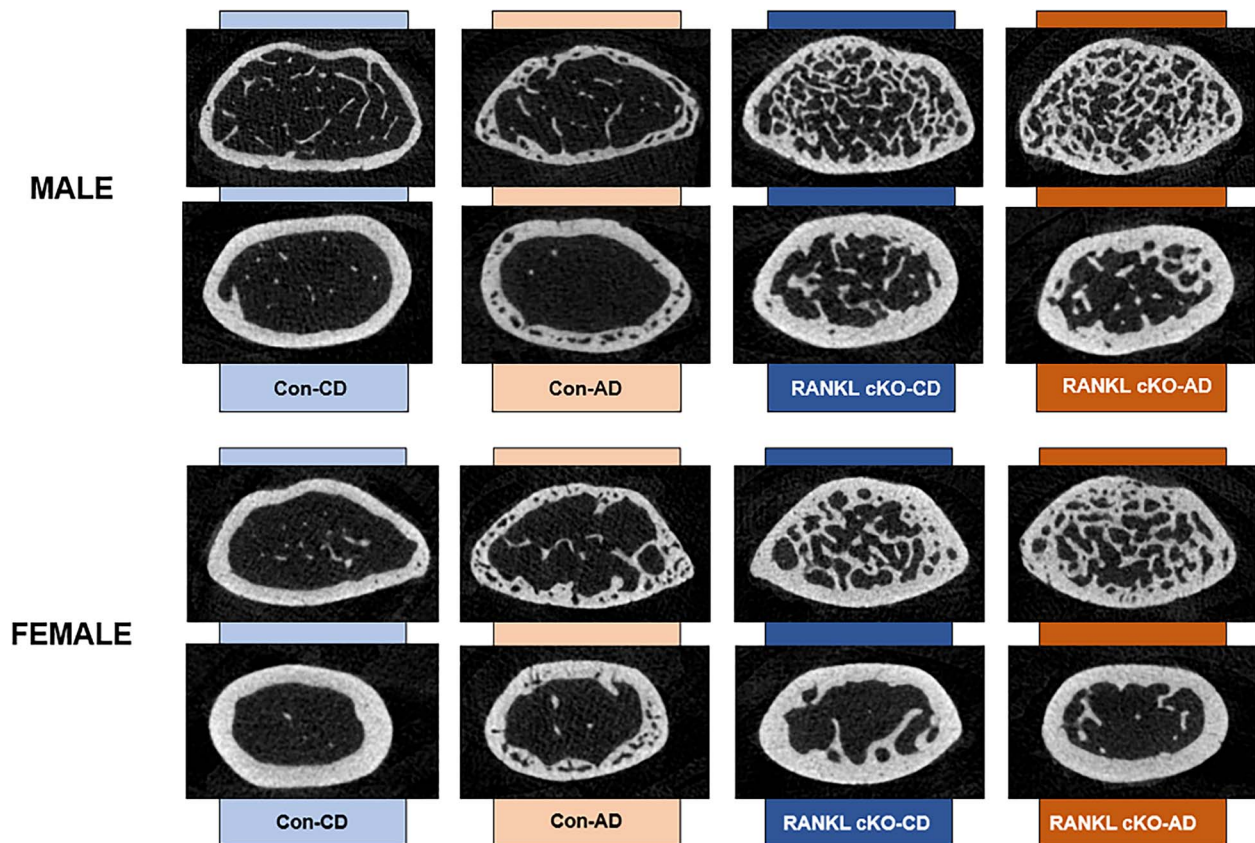 MALE
Con-CD
Con-AD
RANKL cKO-CD
RANKL cKO-AD
FEMALE
Con-CD
Con-AD
RANKL cKO-CD
RANKL cKO-AD